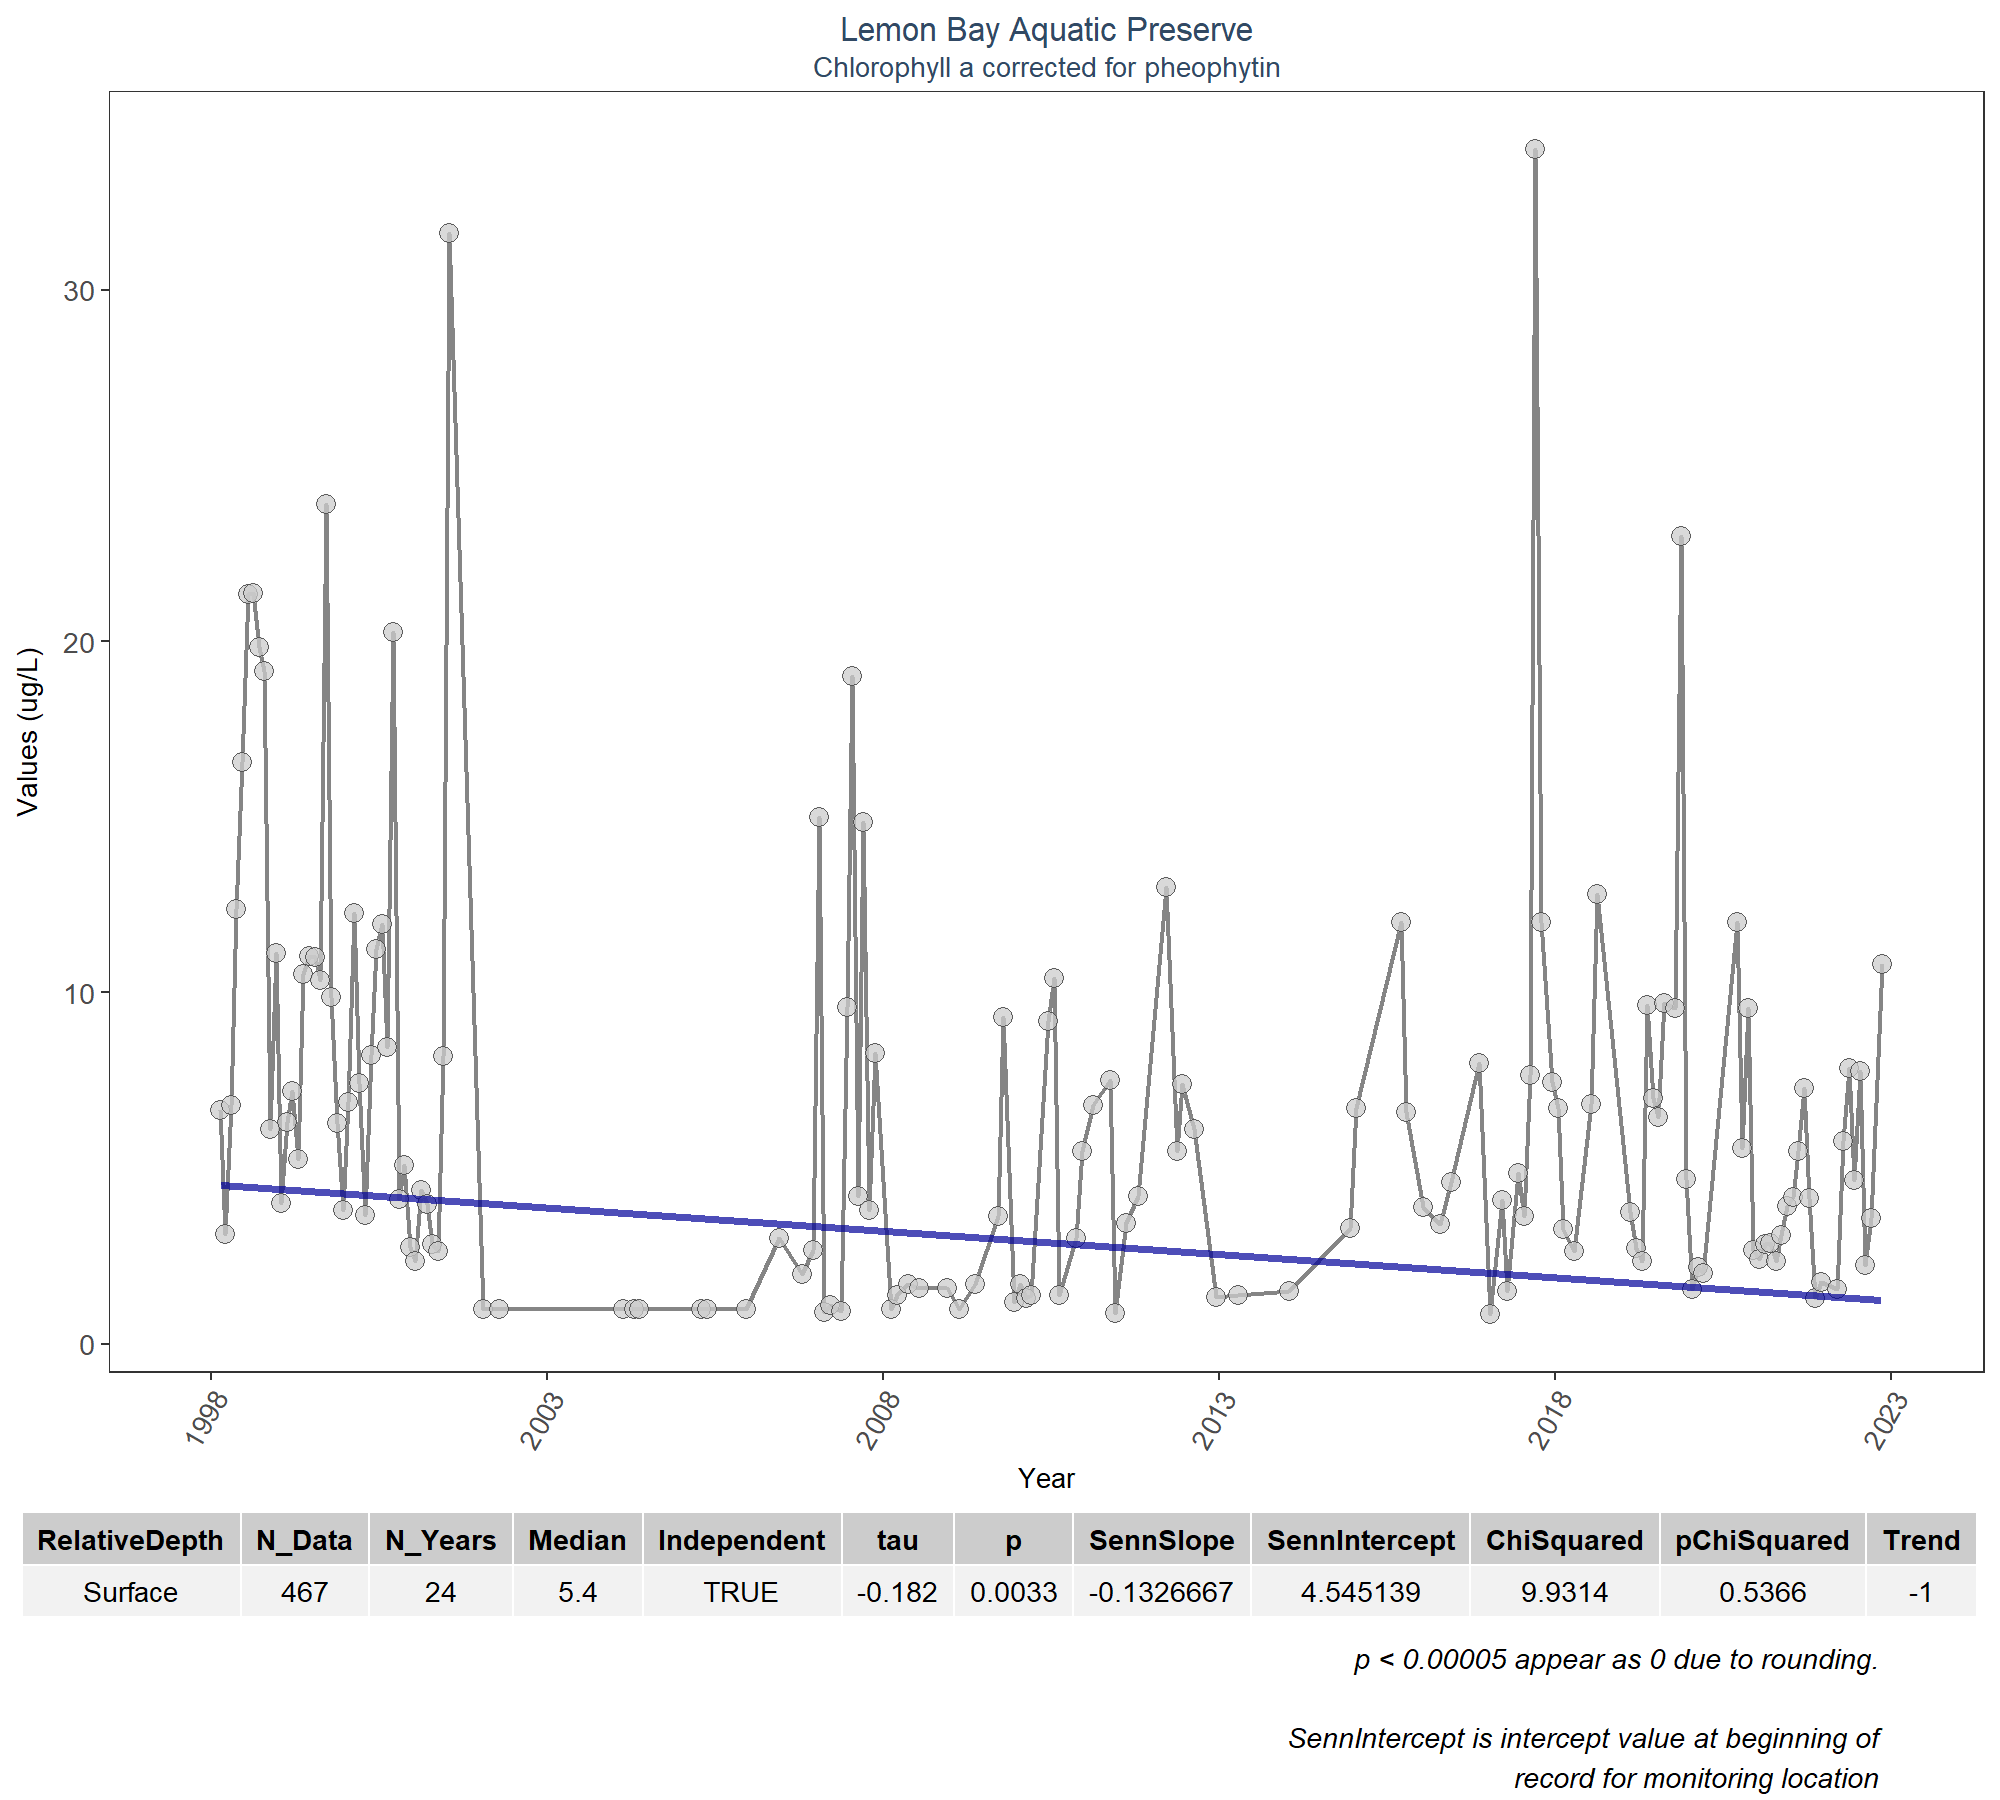 Lemon Bay Aquatic Preserve
Chlorophyll a corrected for pheophytin
Values (ug/L)
30
20
10
0
1998 2003 2008 2013 2018 2023
Year
RelativeDepth N_Data N_Years Median Independent tau p SennSlope SennIntercept ChiSquared pChiSquared Trend
Surface 467 24 5.4 TRUE -0.182 0.0033 -0.1326667 4.545139 9.9314 0.5366 -1
p < 0.00005 appear as 0 due to rounding.
SennIntercept is intercept value at beginning of
record for monitoring location